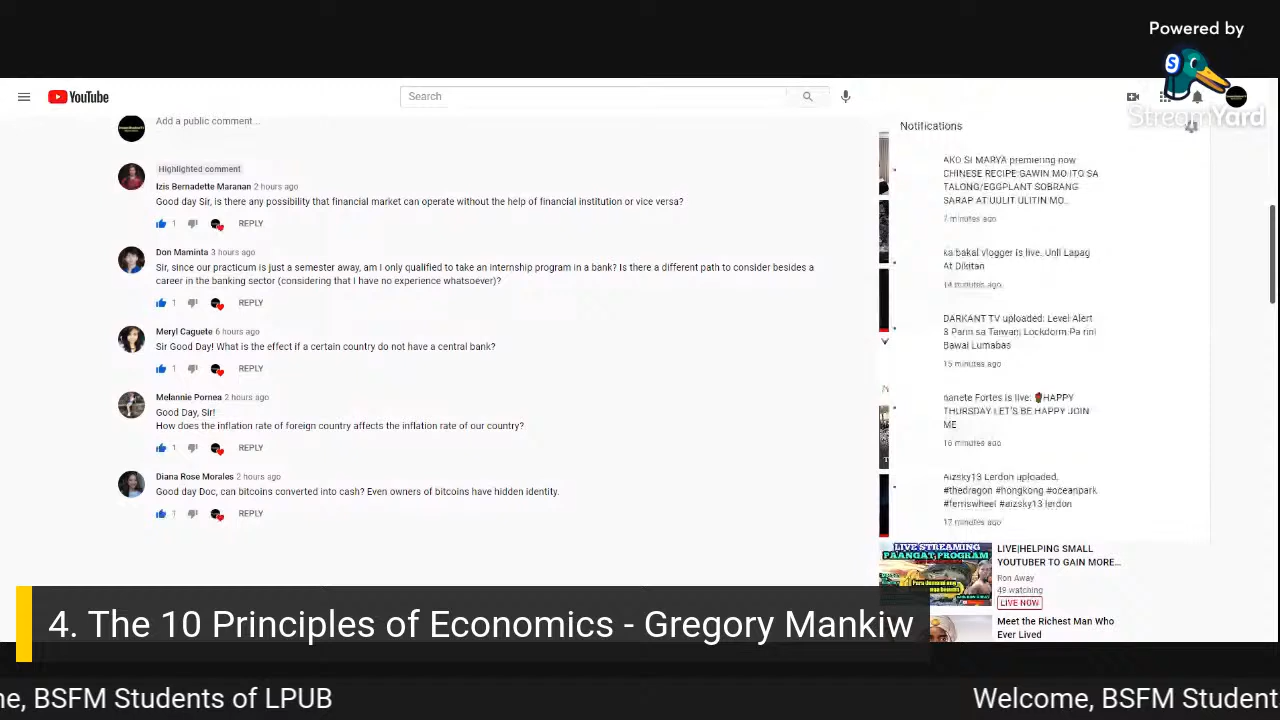 Powered by
StreamYard
YouTube
Search
Add a public comment...
Highlighted comment
Izis Bernadette Maranan 2 hours ago
Good day Sir, is there any possibility that financial market can operate without the help of financial institution or vice versa?
1 REPLY
Don Maminta 3 hours ago
Sir, since our practicum is just a semester away, am I only qualified to take an internship program in a bank? Is there a different path to consider besides a
career in the banking sector (considering that I have no experience whatsoever)?
1 REPLY
Meryl Caguete 6 hours ago
Sir Good Day! What is the effect if a certain country do not have a central bank?
1 REPLY
Melannie Pornea 2 hours ago
Good Day, Sir!
How does the inflation rate of foreign country affects the inflation rate of our country?
1 REPLY
Diana Rose Morales 2 hours ago
Good day Doc, can bitcoins converted into cash? Even owners of bitcoins have hidden identity.
1 REPLY
Notifications
AKO SI MARYA premiering now
CHINESE RECIPE GAWIN MO ITO SA
TALONG/EGGPLANT SOBRANG
SARAP AT UULIT ULITIN MO...
7 minutes ago
ka bakal vlogger is live. Unli Lapag
At Dikitan
14 minutes ago
DARKANT TV uploaded: Level Alert
3 Parin sa Taiwan Lockdown Pa rin!
Bawal Lumabas
15 minutes ago
nanete Fortes is live: HAPPY
THURSDAY LET'S BE HAPPY JOIN
ME
16 minutes ago
Aizsky13 Lerdon uploaded.
#thedragon #hongkong #oceanpark
#ferriswheel #aizsky13 lerdon
17 minutes ago
LIVE STREAMING
PAANGAT PROGRAM
LIVE|HELPING SMALL
YOUTUBER TO GAIN MORE...
Ron Away
49 watching
LIVE NOW
Meet the Richest Man Who
Ever Lived
4. The 10 Principles of Economics - Gregory Mankiw
ne, BSFM Students of LPUB
Welcome, BSFM Student